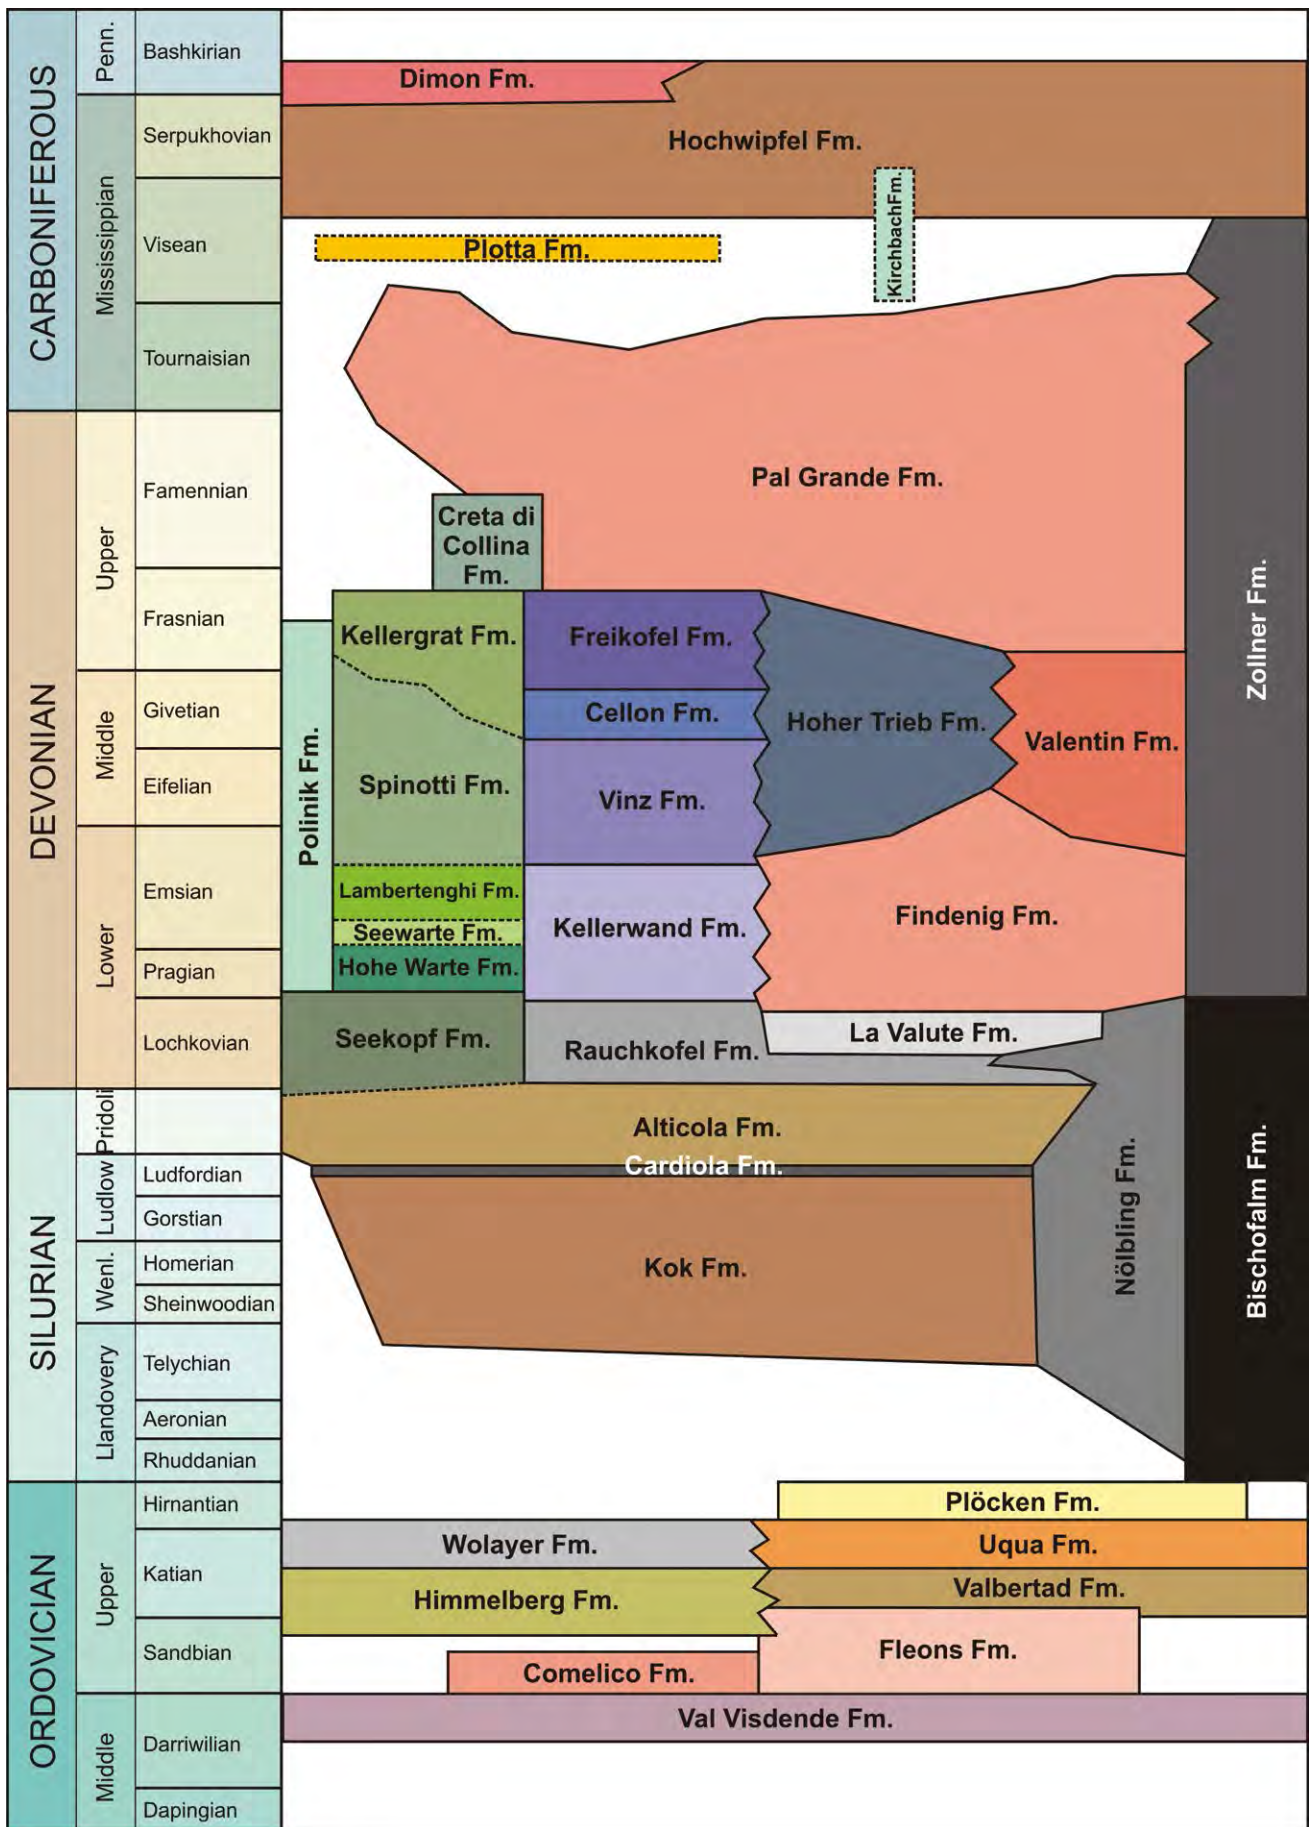 CARBONIFEROUS
Penn.
Bashkirian
Mississippian
Serpukhovian
Visean
Tournaisian
DEVONIAN
Upper
Famennian
Frasnian
Middle
Givetian
Eifelian
Lower
Emsian
Pragian
Lochkovian
SILURIAN
Pridoli
Ludlow
Ludfordian
Gorstian
Wenl.
Homerian
Sheinwoodian
Llandovery
Telychian
Aeronian
Rhuddanian
ORDOVICIAN
Upper
Hirnantian
Katian
Sandbian
Middle
Darriwilian
Dapingian
Dimon Fm.
Hochwipfel Fm.
KirchbachFm.
Plotta Fm.
Pal Grande Fm.
Creta di
Collina
Fm.
Zollner Fm.
Kellergrat Fm.
Freikofel Fm.
Cellon Fm.
Hoher Trieb Fm.
Valentin Fm.
Polinik Fm.
Spinotti Fm.
Vinz Fm.
Lambertenghi Fm.
Seewarte Fm.
Hohe Warte Fm.
Kellerwand Fm.
Findenig Fm.
Seekopf Fm.
Rauchkofel Fm.
La Valute Fm.
Alticola Fm.
Cardiola Fm.
Kok Fm.
Nölbling Fm.
Bischofalm Fm.
Plöcken Fm.
Wolayer Fm.
Uqua Fm.
Himmelberg Fm.
Valbertad Fm.
Fleons Fm.
Comelico Fm.
Val Visdende Fm.